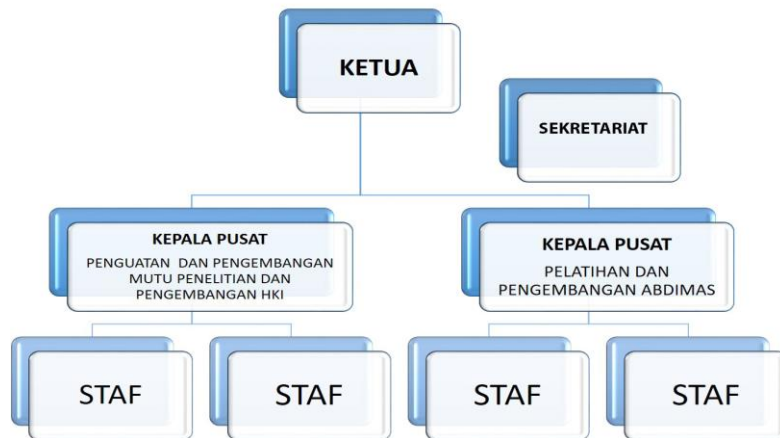 KETUA
SEKRETARIAT
KEPALA PUSAT
PENGUATAN DAN PENGEMBANGAN
MUTU PENELITIAN DAN
PENGEMBANGAN HKI
KEPALA PUSAT
PELATIHAN DAN
PENGEMBANGAN ABDIMAS
STAF
STAF
STAF
STAF